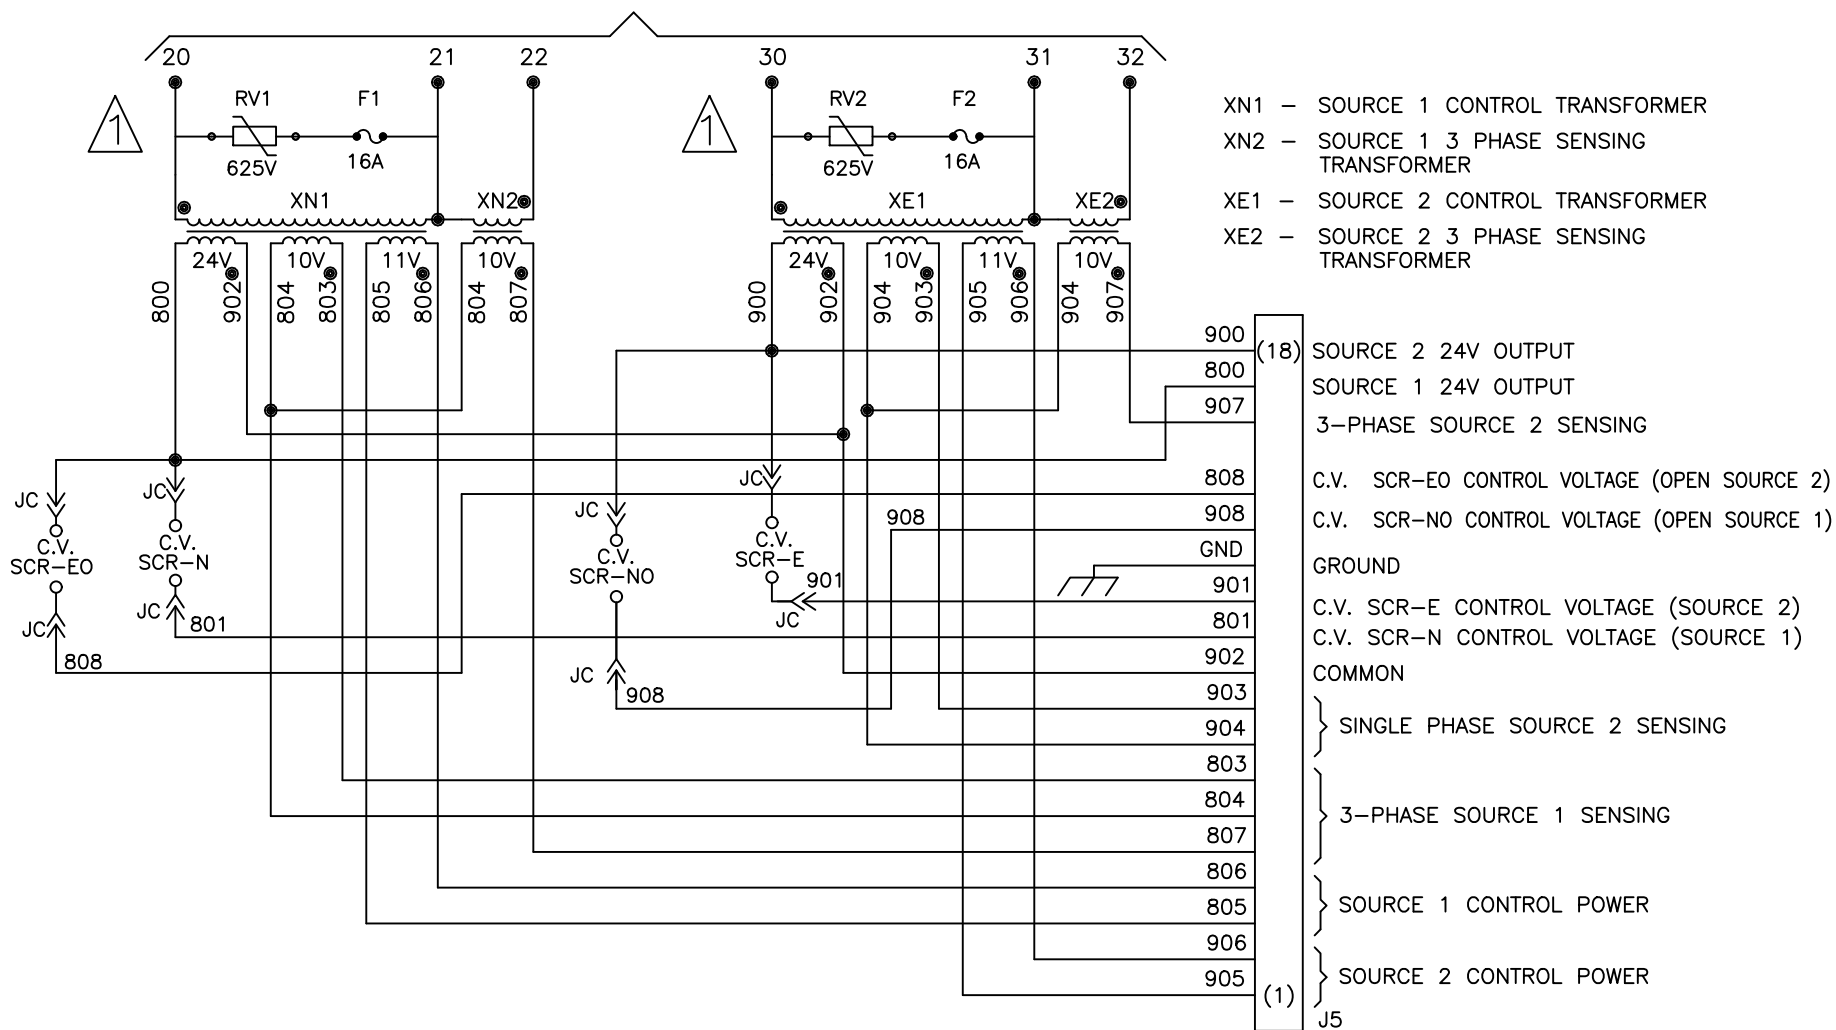 20 21 22 30 31 32
RV1 F1 RV2 F2
1 1
625V 16A 625V 16A
XN1 XN2 XE1 XE2
24V 10V 11V 10V 24V 10V 11V 10V
800 902 804 803 805 806 804 807 900 902 904 903 905 906 904 907
XN1 – SOURCE 1 CONTROL TRANSFORMER
XN2 – SOURCE 1 3 PHASE SENSING
TRANSFORMER
XE1 – SOURCE 2 CONTROL TRANSFORMER
XE2 – SOURCE 2 3 PHASE SENSING
TRANSFORMER
900 (18) SOURCE 2 24V OUTPUT
800 SOURCE 1 24V OUTPUT
907 3-PHASE SOURCE 2 SENSING
808 C.V. SCR-EO CONTROL VOLTAGE (OPEN SOURCE 2)
908 908 C.V. SCR-NO CONTROL VOLTAGE (OPEN SOURCE 1)
GND GROUND
901 901 C.V. SCR-E CONTROL VOLTAGE (SOURCE 2)
801 C.V. SCR-N CONTROL VOLTAGE (SOURCE 1)
902 COMMON
903
904 SINGLE PHASE SOURCE 2 SENSING
803
804 3-PHASE SOURCE 1 SENSING
807
806
805 SOURCE 1 CONTROL POWER
906
905 SOURCE 2 CONTROL POWER
(1)
J5
JC
C.V.
SCR-EO
JC
808
JC
C.V.
SCR-N
JC
801
JC
C.V.
SCR-NO
JC
908
JC
C.V.
SCR-E
JC